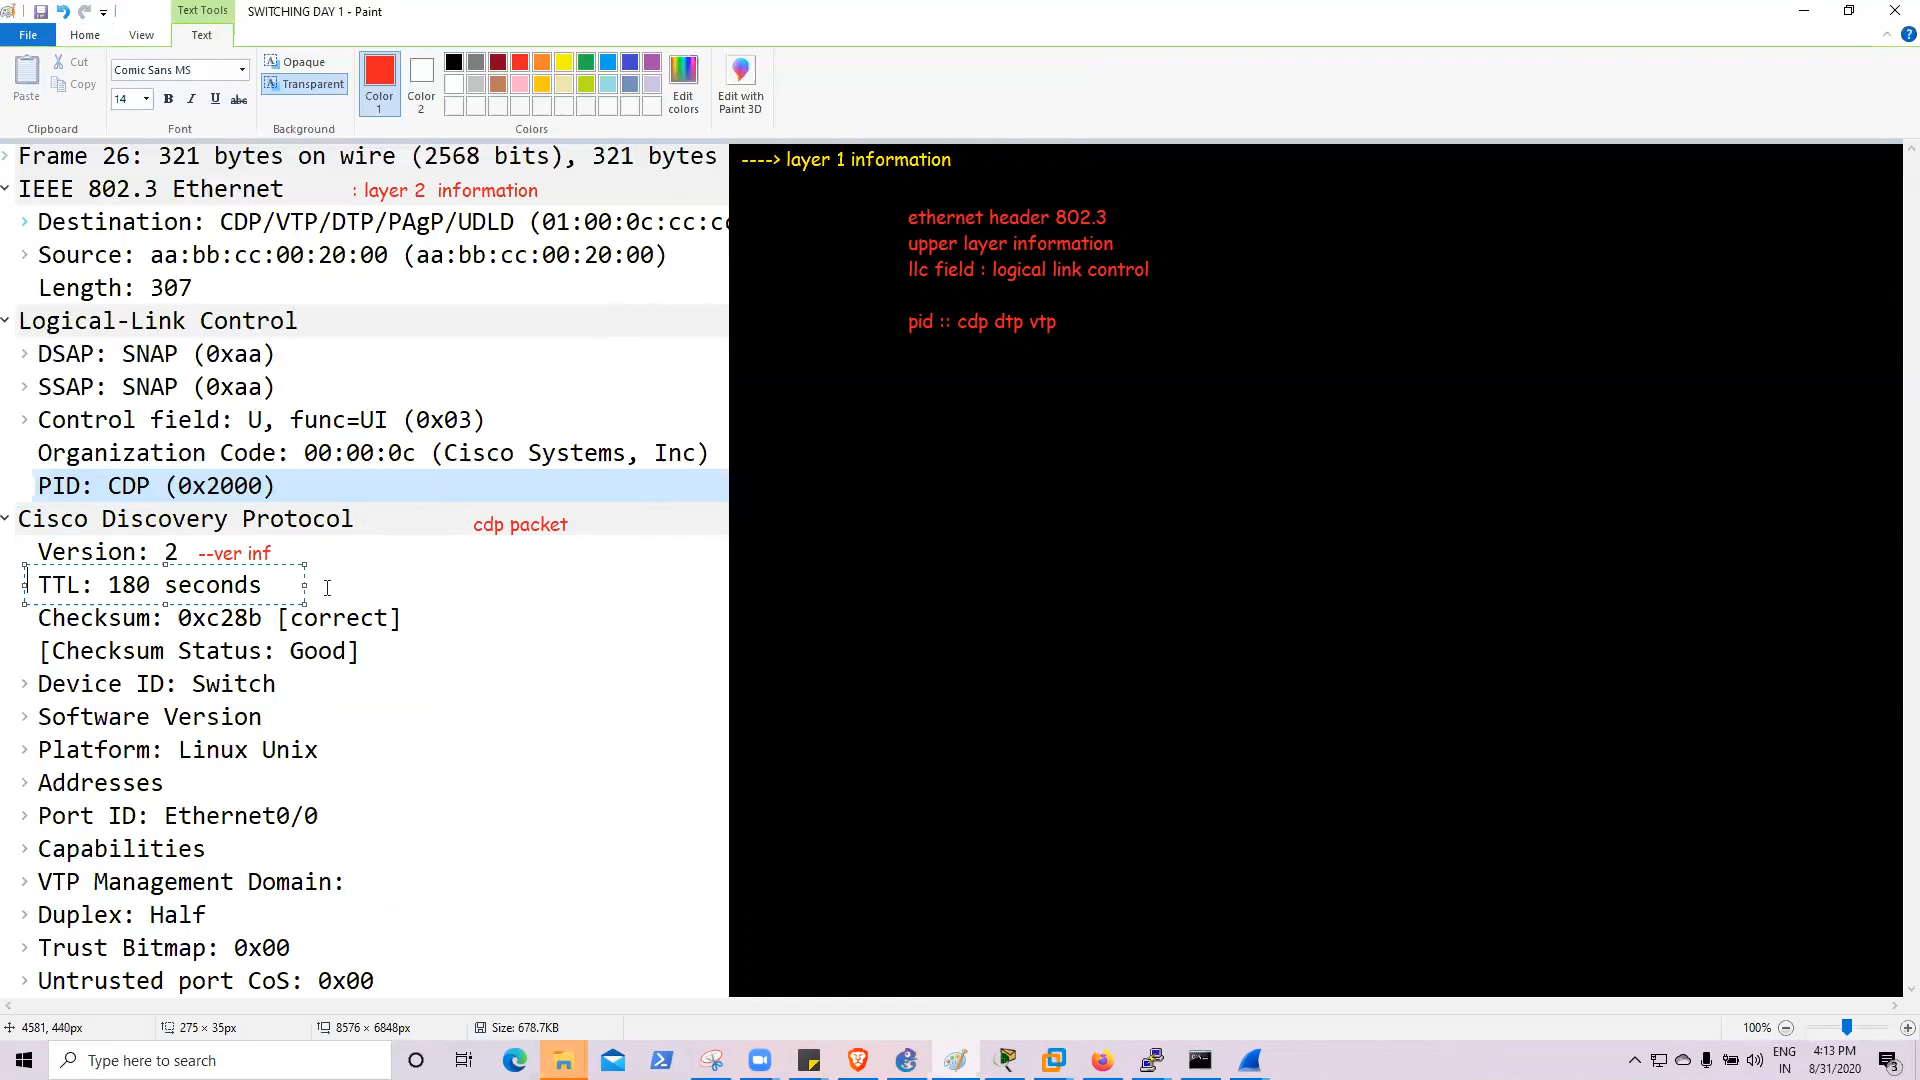 Text Tools
SWITCHING DAY 1 - Paint
File
Home
View
Text
Paste
Cut
Copy
Clipboard
Comic Sans MS
14
B I U abc
Font
Opaque
Transparent
Background
Color 1
Color 2
Edit colors
Colors
Edit with Paint 3D
Frame 26: 321 bytes on wire (2568 bits), 321 bytes
----> layer 1 information
IEEE 802.3 Ethernet : layer 2 information
Destination: CDP/VTP/DTP/PAgP/UDLD (01:00:0c:cc:cc
Source: aa:bb:cc:00:20:00 (aa:bb:cc:00:20:00)
Length: 307
Logical-Link Control
DSAP: SNAP (0xaa)
SSAP: SNAP (0xaa)
Control field: U, func=UI (0x03)
Organization Code: 00:00:0c (Cisco Systems, Inc)
PID: CDP (0x2000)
Cisco Discovery Protocol cdp packet
Version: 2 --ver inf
TTL: 180 seconds
Checksum: 0xc28b [correct]
[Checksum Status: Good]
Device ID: Switch
Software Version
Platform: Linux Unix
Addresses
Port ID: Ethernet0/0
Capabilities
VTP Management Domain:
Duplex: Half
Trust Bitmap: 0x00
Untrusted port CoS: 0x00
ethernet header 802.3
upper layer information
llc field : logical link control
pid :: cdp dtp vtp
4581, 440px
275 × 35px
8576 × 6848px
Size: 678.7KB
100%
Type here to search
ENG
IN
4:13 PM
8/31/2020
3